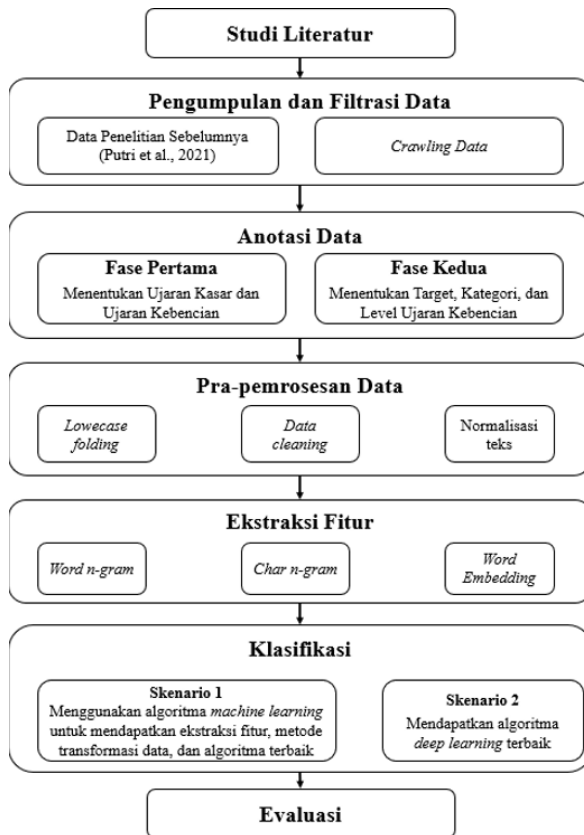 Studi Literatur
Pengumpulan dan Filtrasi Data
Data Penelitian Sebelumnya
(Putri et al., 2021)
Crawling Data
Anotasi Data
Fase Pertama
Menentukan Ujaran Kasar dan
Ujaran Kebencian
Fase Kedua
Menentukan Target, Kategori, dan
Level Ujaran Kebencian
Pra-pemrosesan Data
Lowecase
folding
Data
cleaning
Normalisasi
teks
Ekstraksi Fitur
Word n-gram
Char n-gram
Word
Embedding
Klasifikasi
Skenario 1
Menggunakan algoritma machine learning
untuk mendapatkan ekstraksi fitur, metode
transformasi data, dan algoritma terbaik
Skenario 2
Mendapatkan algoritma
deep learning terbaik
Evaluasi